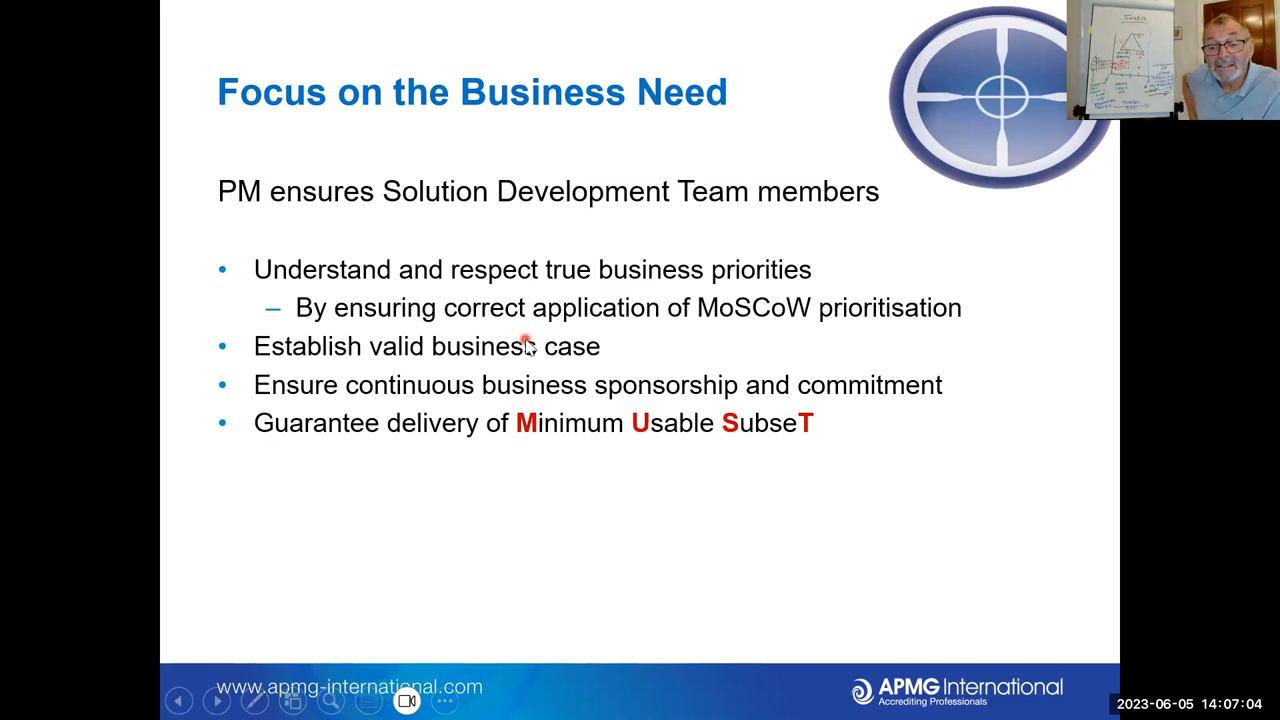 Focus on the Business Need
PM ensures Solution Development Team members
• Understand and respect true business priorities
– By ensuring correct application of MoSCoW prioritisation
• Establish valid business case
• Ensure continuous business sponsorship and commitment
• Guarantee delivery of Minimum Usable SubseT
www.apmg-international.com
APMG International
Accrediting Professionals
2023-06-05 14:07:04